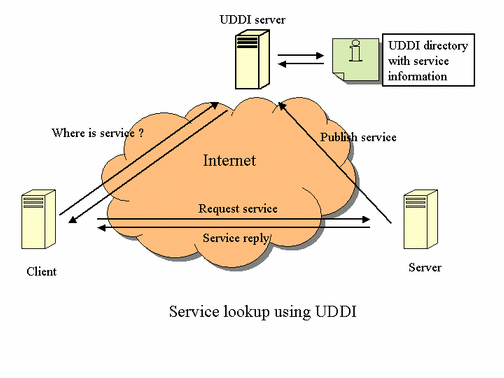 UDDI server
UDDI directory
with service
information
Where is service ?
Publish service
Internet
Request service
Service reply
Client
Server
Service lookup using UDDI